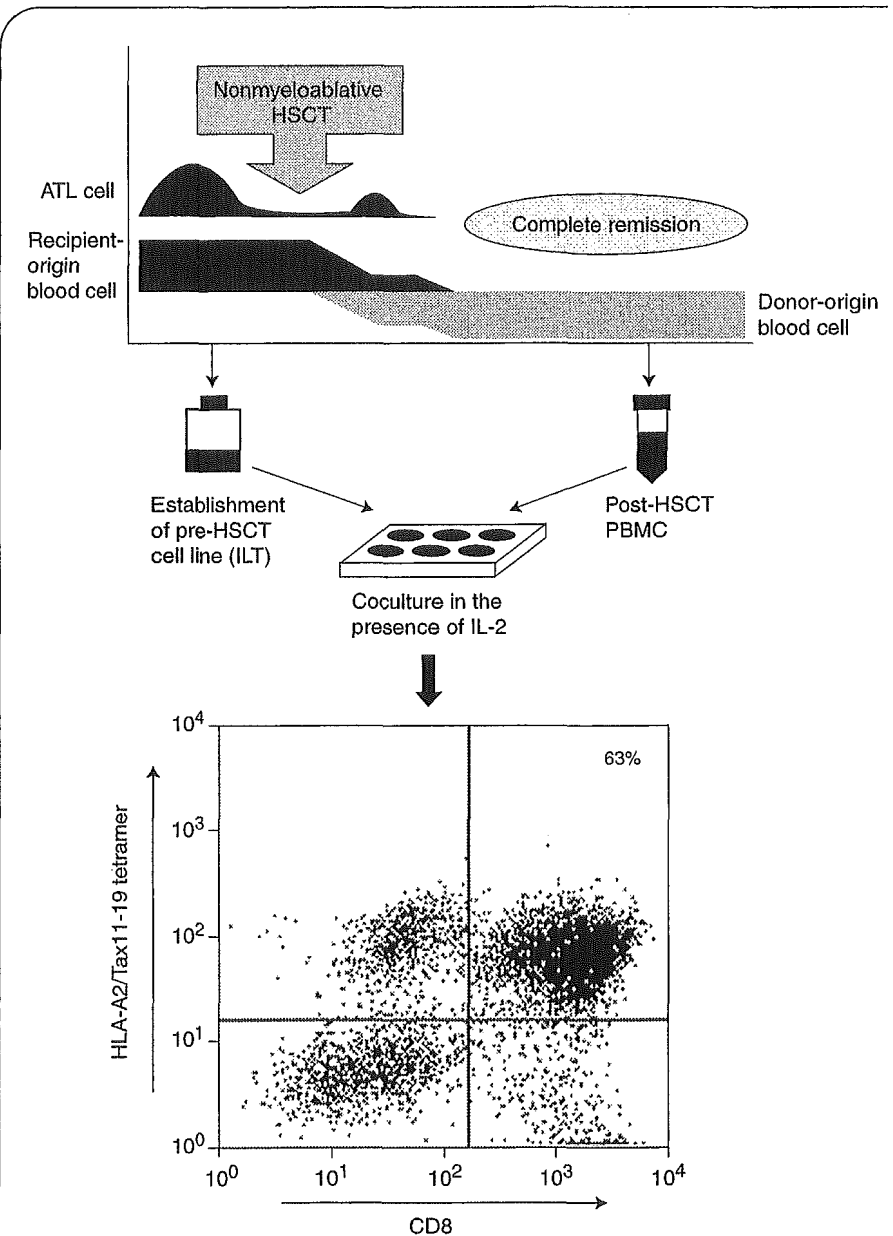 Nonmyeloablative
HSCT
ATL cell
Complete remission
Recipient-
origin
blood cell
Donor-origin
blood cell
Establishment
of pre-HSCT
cell line (ILT)
Post-HSCT
PBMC
Coculture in the
presence of IL-2
10⁴
63%
10³
10²
10¹
10⁰
HLA-A2/Tax11-19 tetramer
10⁰ 10¹ 10² 10³ 10⁴
CD8